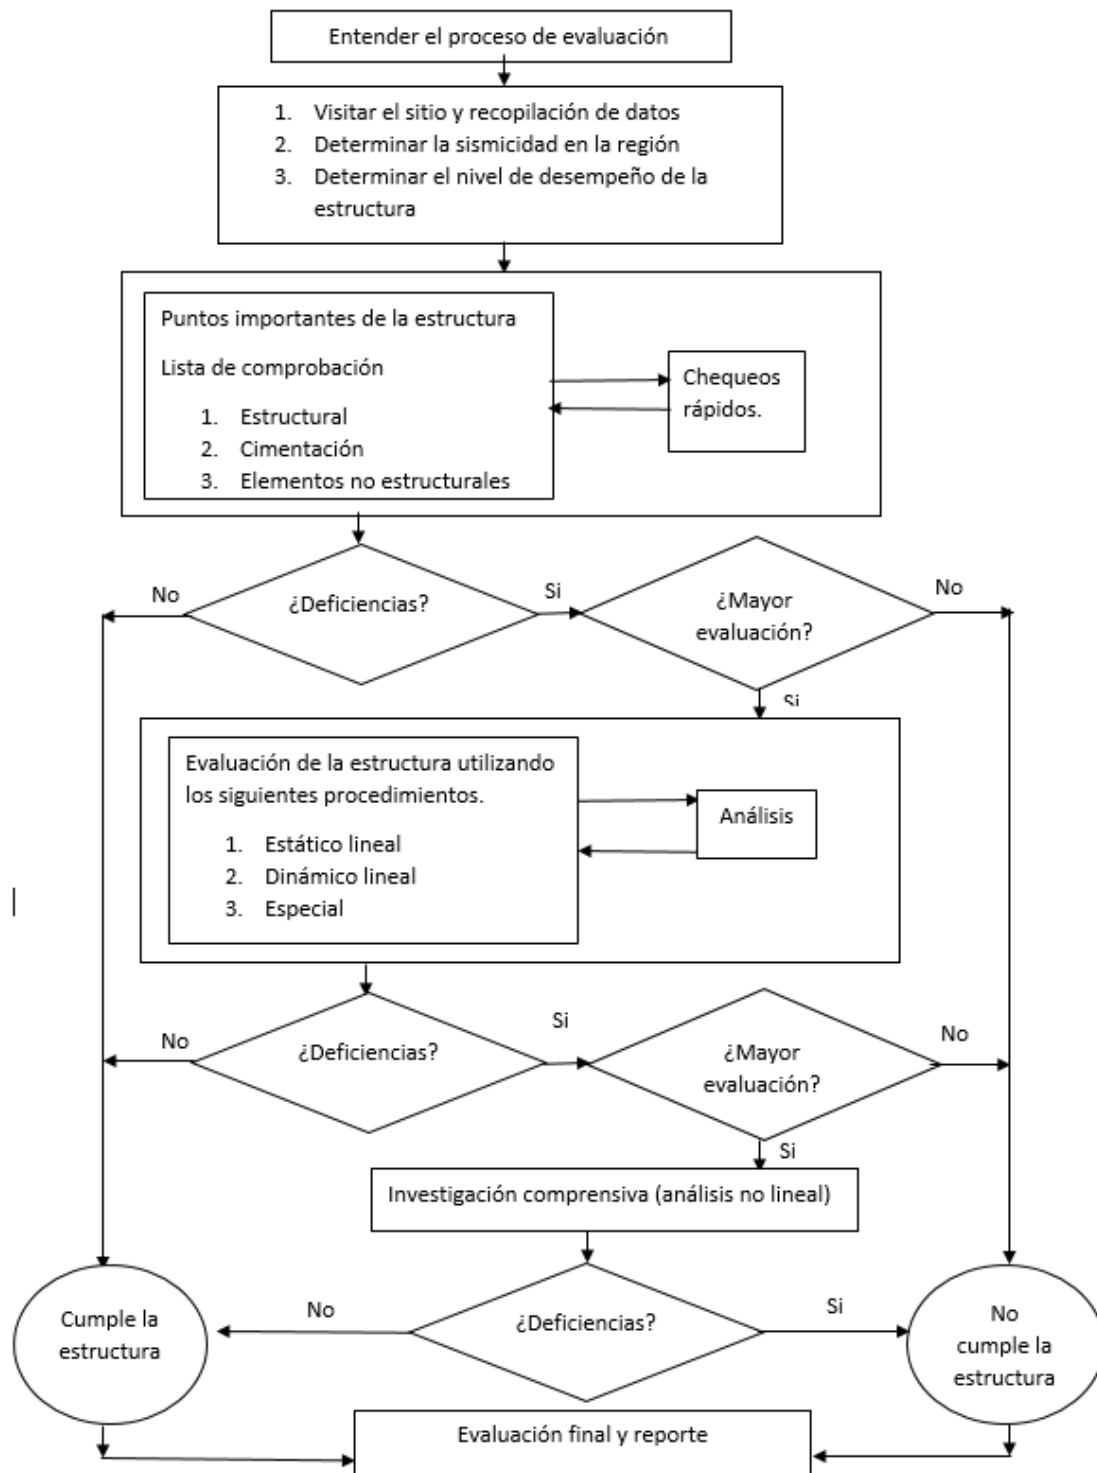 Entender el proceso de evaluación
1. Visitar el sitio y recopilación de datos
2. Determinar la sismicidad en la región
3. Determinar el nivel de desempeño de la
estructura
Puntos importantes de la estructura
Lista de comprobación
1. Estructural
2. Cimentación
3. Elementos no estructurales
Chequeos
rápidos.
No
¿Deficiencias?
Si
¿Mayor
evaluación?
No
Si
Evaluación de la estructura utilizando
los siguientes procedimientos.
1. Estático lineal
2. Dinámico lineal
3. Especial
Análisis
No
¿Deficiencias?
Si
¿Mayor
evaluación?
No
Si
Investigación comprensiva (análisis no lineal)
Cumple la
estructura
No
¿Deficiencias?
Si
No
cumple la
estructura
Evaluación final y reporte